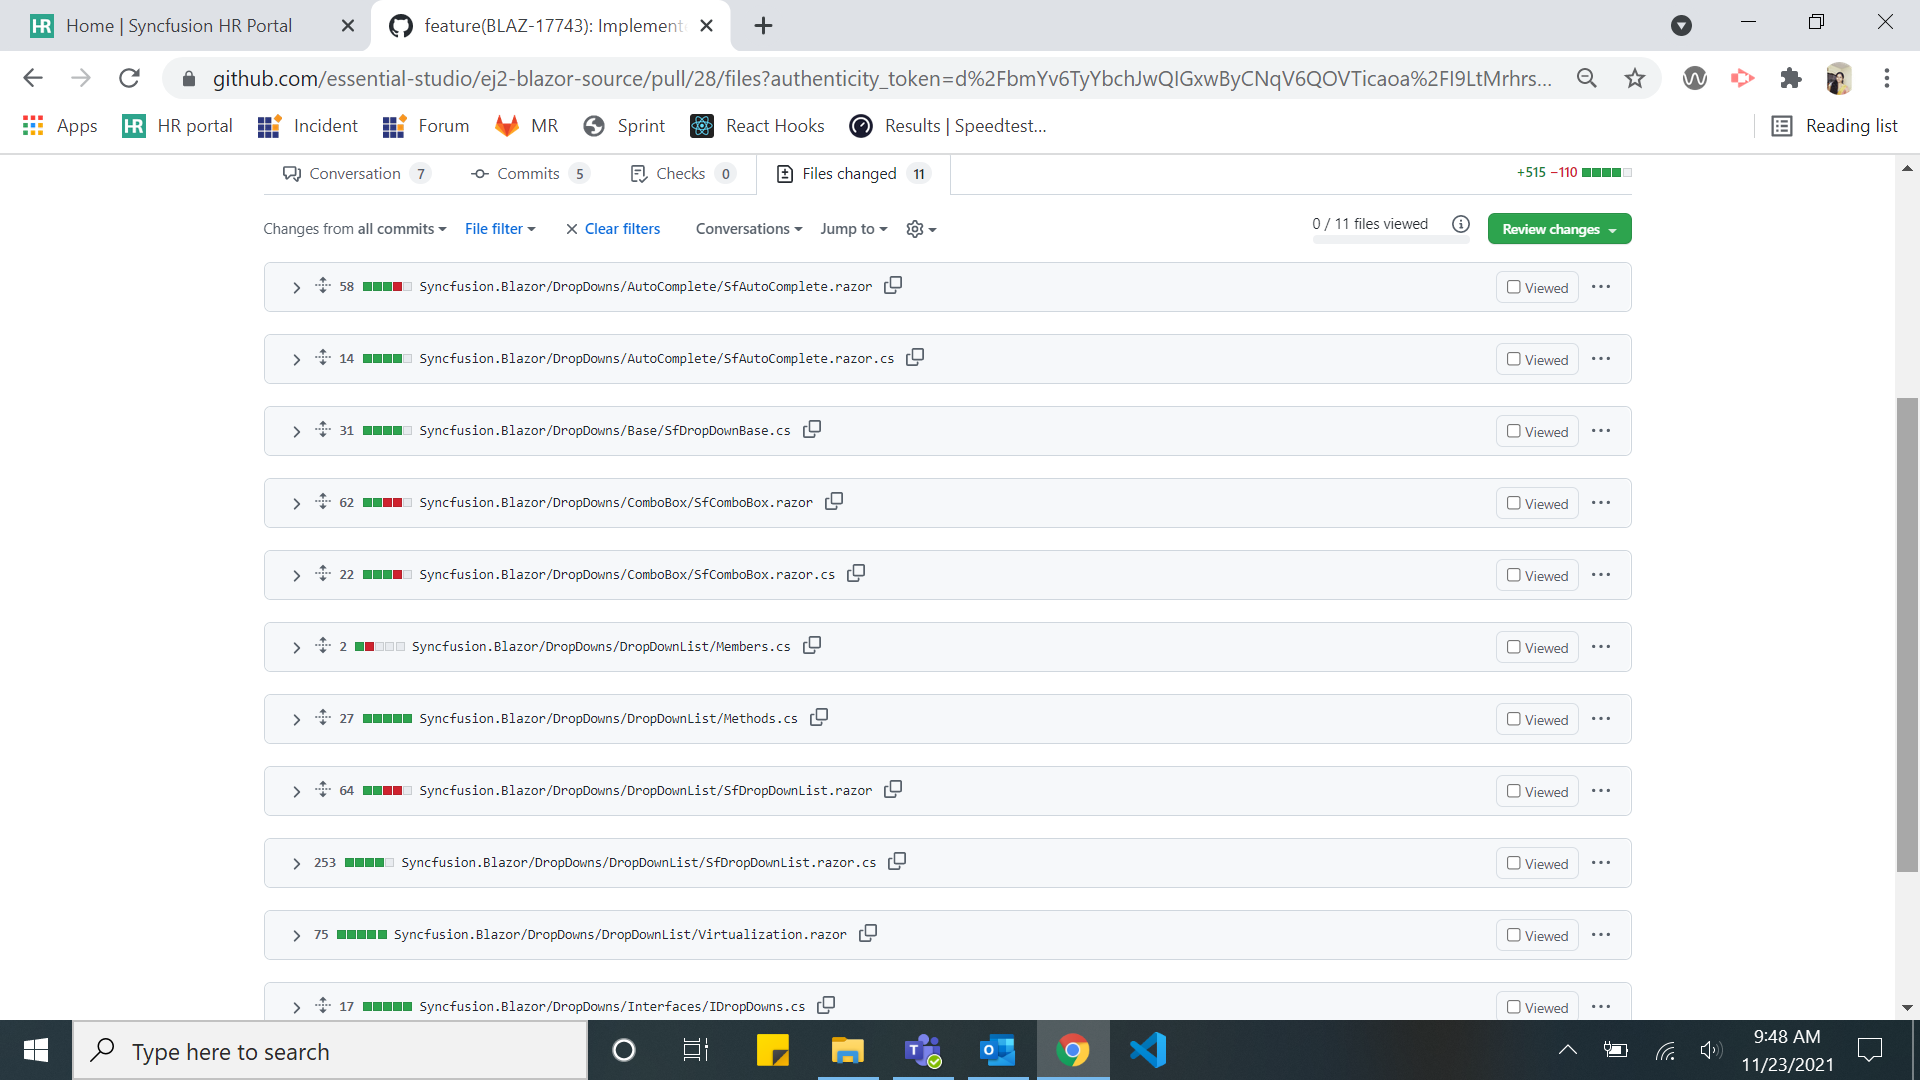 Home | Syncfusion HR Portal
feature(BLAZ-17743): Implement
github.com/essential-studio/ej2-blazor-source/pull/28/files?authenticity_token=d%2FbmYv6TyYbchJwQIGxwByCNqV6QOVTicaoa%2FI9LtMrhrs...
Apps HR portal Incident Forum MR Sprint React Hooks Results | Speedtest... Reading list
Conversation 7 Commits 5 Checks 0 Files changed 11 +515 −110
Changes from all commits File filter Clear filters Conversations Jump to 0 / 11 files viewed Review changes
58 Syncfusion.Blazor/DropDowns/AutoComplete/SfAutoComplete.razor Viewed
14 Syncfusion.Blazor/DropDowns/AutoComplete/SfAutoComplete.razor.cs Viewed
31 Syncfusion.Blazor/DropDowns/Base/SfDropDownBase.cs Viewed
62 Syncfusion.Blazor/DropDowns/ComboBox/SfComboBox.razor Viewed
22 Syncfusion.Blazor/DropDowns/ComboBox/SfComboBox.razor.cs Viewed
2 Syncfusion.Blazor/DropDowns/DropDownList/Members.cs Viewed
27 Syncfusion.Blazor/DropDowns/DropDownList/Methods.cs Viewed
64 Syncfusion.Blazor/DropDowns/DropDownList/SfDropDownList.razor Viewed
253 Syncfusion.Blazor/DropDowns/DropDownList/SfDropDownList.razor.cs Viewed
75 Syncfusion.Blazor/DropDowns/DropDownList/Virtualization.razor Viewed
17 Syncfusion.Blazor/DropDowns/Interfaces/IDropDowns.cs Viewed
Type here to search
9:48 AM
11/23/2021